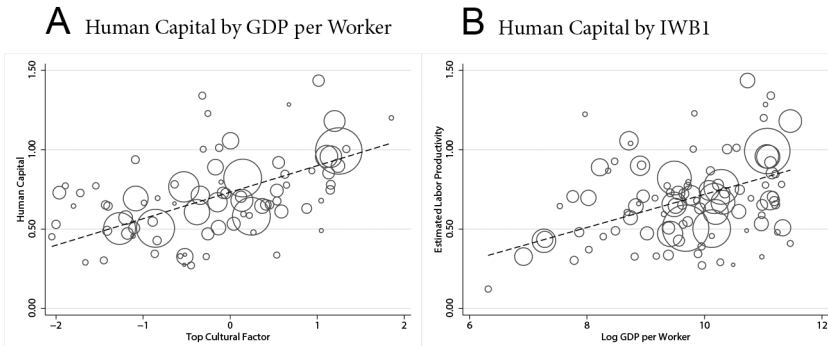 A Human Capital by GDP per Worker
1.50
1.00
0.50
0.00
Human Capital
-2 -1 0 1 2
Top Cultural Factor
B Human Capital by IWB1
1.50
1.00
0.50
0.00
Estimated Labor Productivity
6 8 10 12
Log GDP per Worker